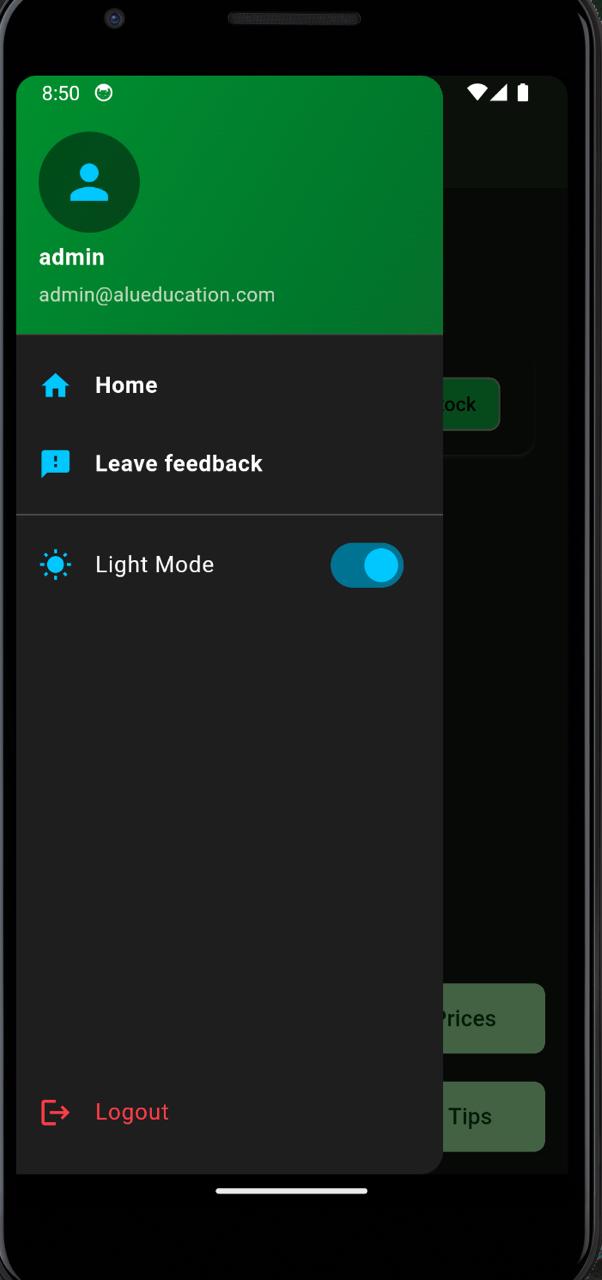 8:50
admin
admin@alueducation.com
ock
Home
Leave feedback
Light Mode
Prices
Tips
Logout